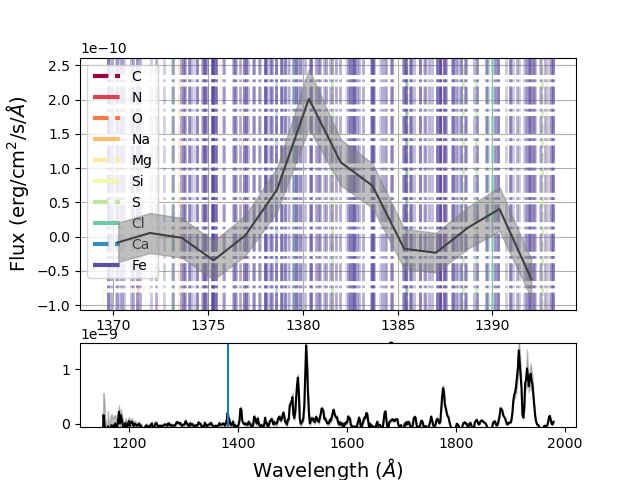 1e−10
2.5
2.0
1.5
1.0
0.5
0.0
−0.5
−1.0
Flux (erg/cm²/s/Å)
C
N
O
Na
Mg
Si
S
Cl
Ca
Fe
1370 1375 1380 1385 1390
1e−9
1
0
1200 1400 1600 1800 2000
Wavelength (Å)